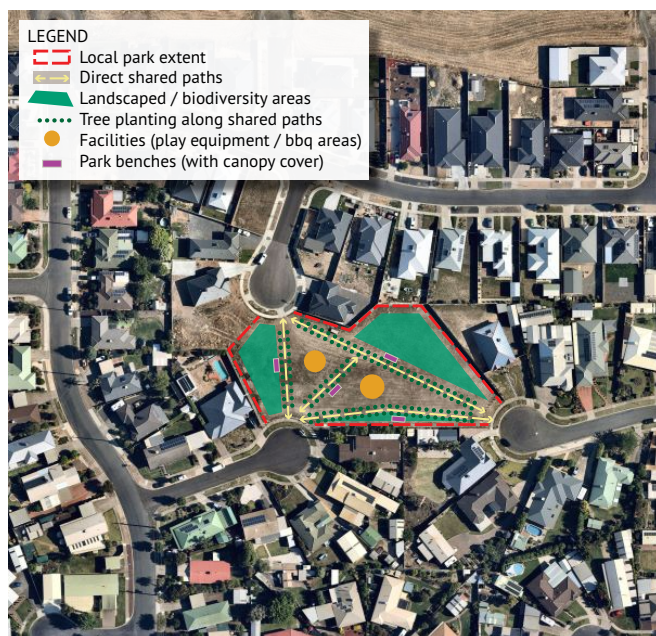 LEGEND
Local park extent
Direct shared paths
Landscaped / biodiversity areas
Tree planting along shared paths
Facilities (play equipment / bbq areas)
Park benches (with canopy cover)